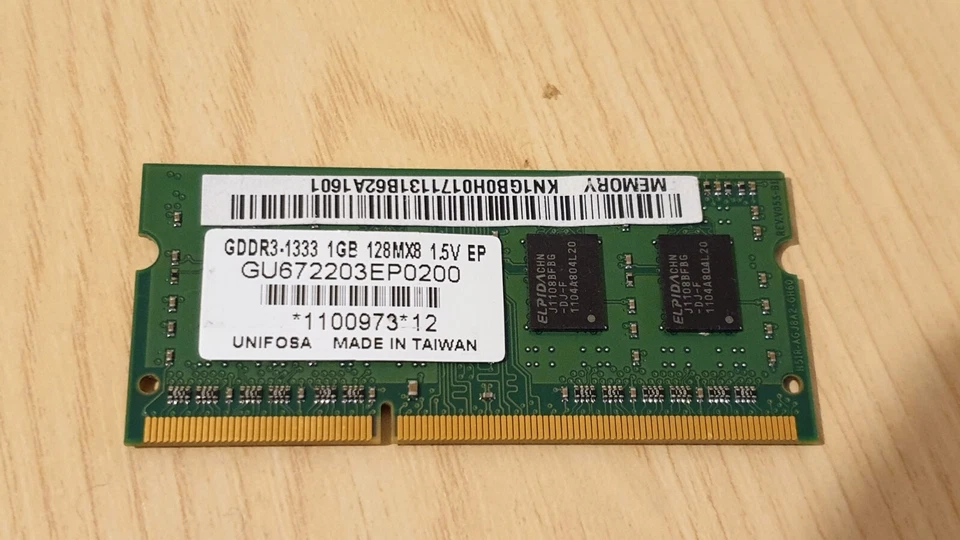 MEMORY KN1GB0H0171131B62A1601
GDDR3-1333 1GB 128MX8 1.5V EP
GU672203EP0200
*1100973*12
UNIFOSA MADE IN TAIWAN
ELPIDA CHN
J1108BFBG
-DJ-F
1104A804L20
ELPIDA CHN
J1108BFBG
-DJ-F
1104A80AL20